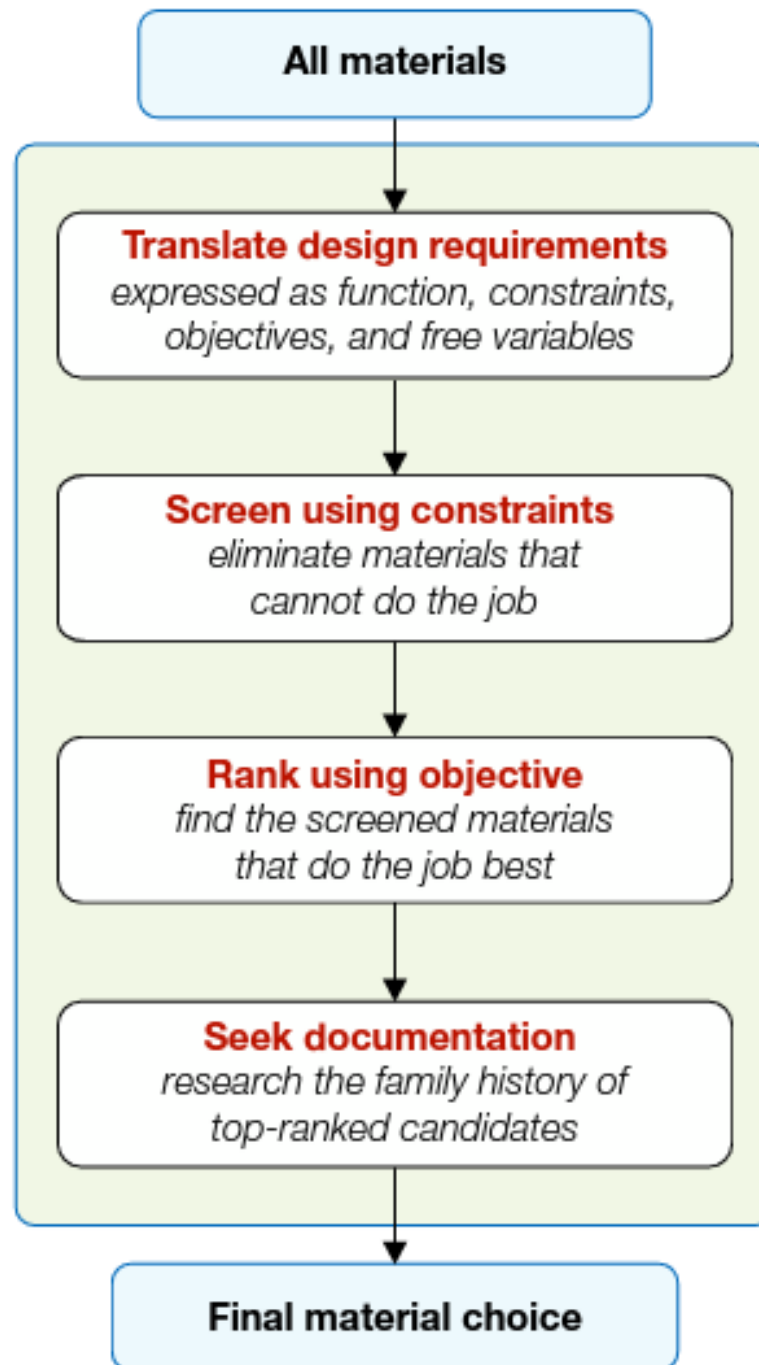 All materials
Translate design requirements
expressed as function, constraints,
objectives, and free variables
Screen using constraints
eliminate materials that
cannot do the job
Rank using objective
find the screened materials
that do the job best
Seek documentation
research the family history of
top-ranked candidates
Final material choice